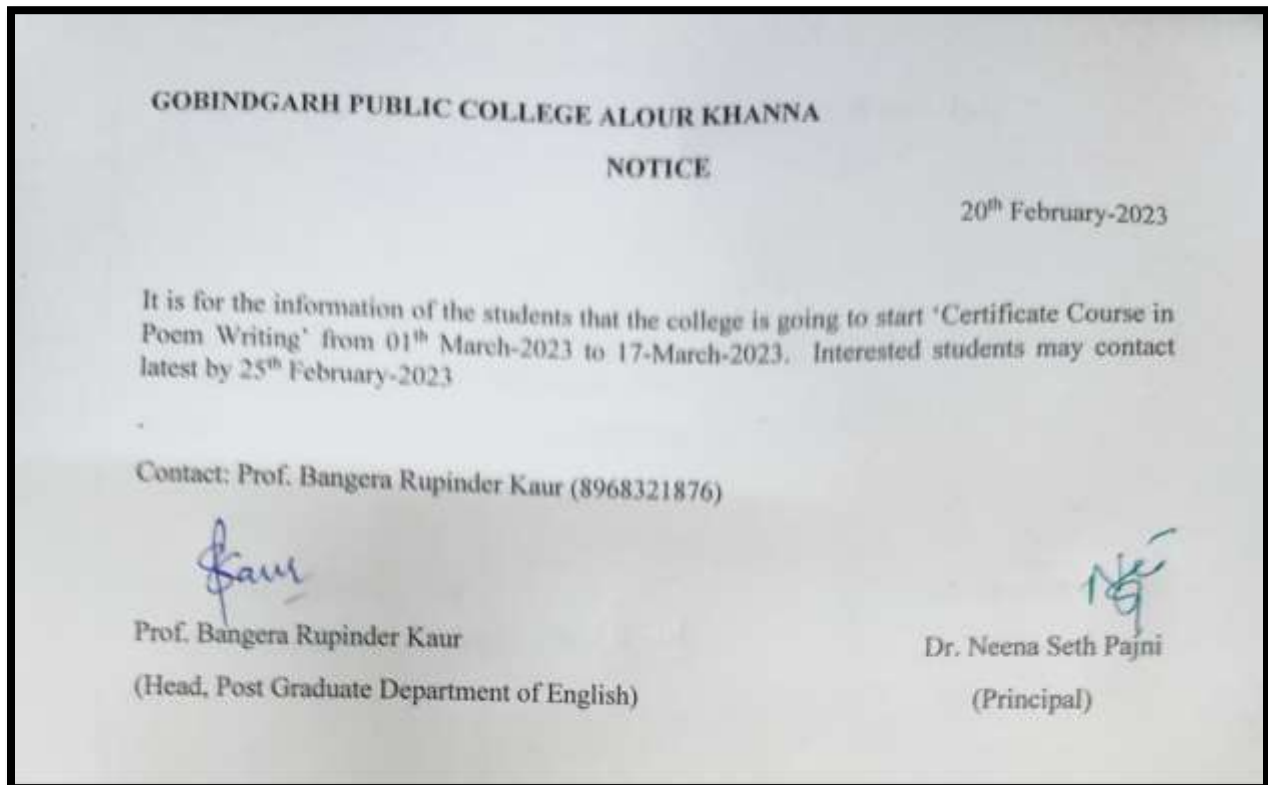 GOBINDGARH PUBLIC COLLEGE ALOUR KHANNA
NOTICE
20th February-2023
It is for the information of the students that the college is going to start ‘Certificate Course in
Poem Writing’ from 01th March-2023 to 17-March-2023. Interested students may contact
latest by 25th February-2023
.
Contact: Prof. Bangera Rupinder Kaur (8968321876)
Kaur
Prof. Bangera Rupinder Kaur
Dr. Neena Seth Pajni
(Head, Post Graduate Department of English)
(Principal)